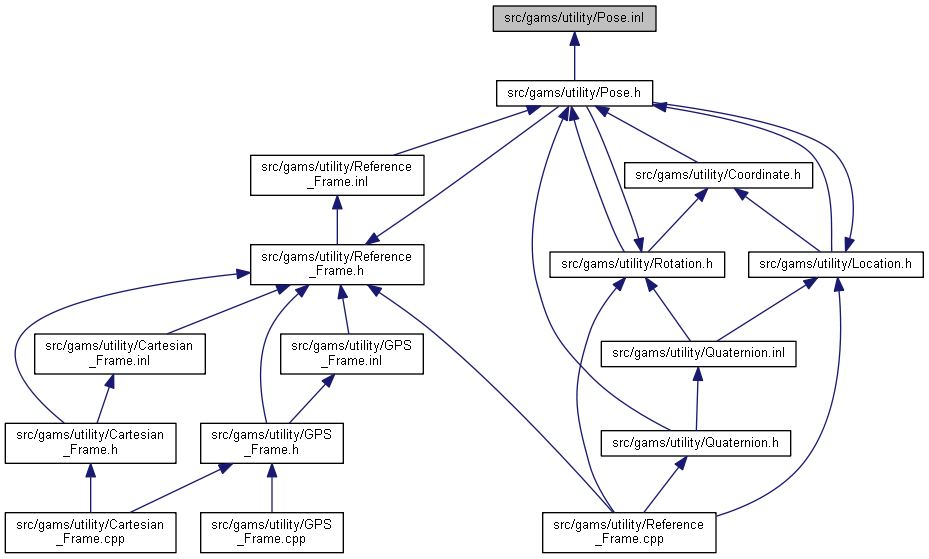 src/gams/utility/Pose.inl
src/gams/utility/Pose.h
src/gams/utility/Reference
_Frame.inl
src/gams/utility/Coordinate.h
src/gams/utility/Reference
_Frame.h
src/gams/utility/Rotation.h
src/gams/utility/Location.h
src/gams/utility/Cartesian
_Frame.inl
src/gams/utility/GPS
_Frame.inl
src/gams/utility/Quaternion.inl
src/gams/utility/Cartesian
_Frame.h
src/gams/utility/GPS
_Frame.h
src/gams/utility/Quaternion.h
src/gams/utility/Cartesian
_Frame.cpp
src/gams/utility/GPS
_Frame.cpp
src/gams/utility/Reference
_Frame.cpp